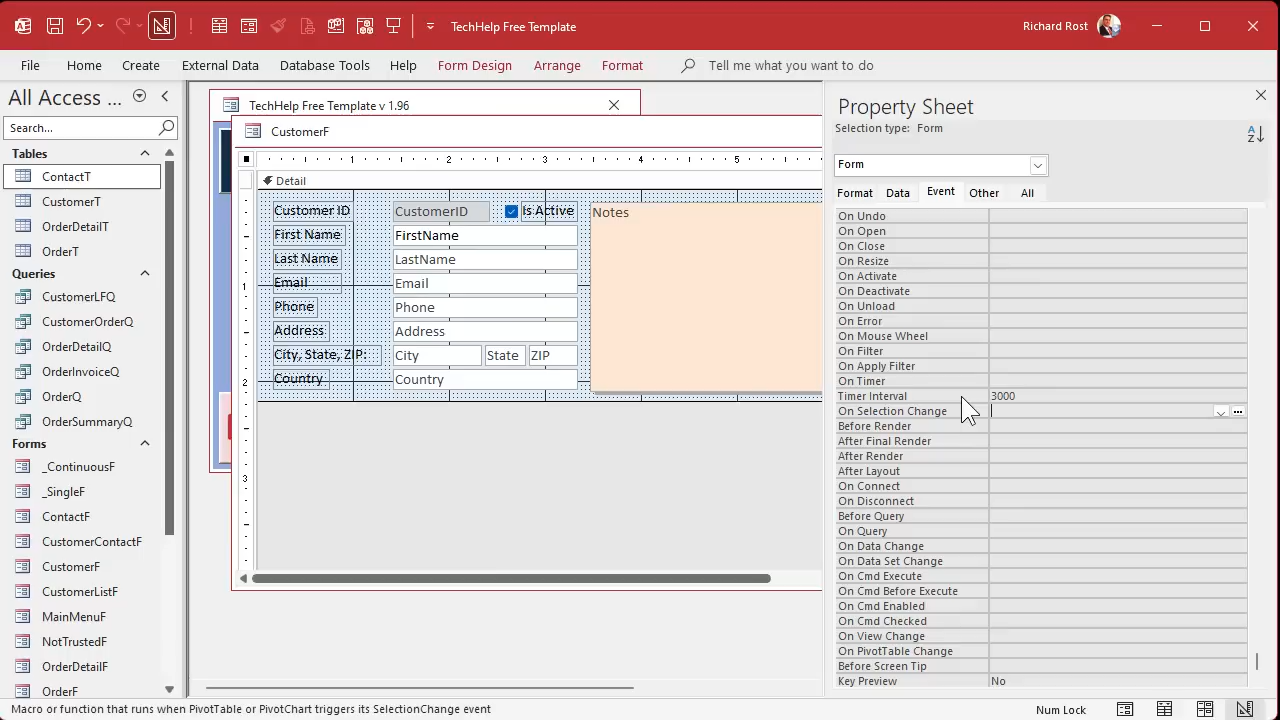 TechHelp Free Template
Richard Rost
File
Home
Create
External Data
Database Tools
Help
Form Design
Arrange
Format
Tell me what you want to do
All Access ...
Search...
Tables
ContactT
CustomerT
OrderDetailT
OrderT
Queries
CustomerLFQ
CustomerOrderQ
OrderDetailQ
OrderInvoiceQ
OrderQ
OrderSummaryQ
Forms
_ContinuousF
_SingleF
ContactF
CustomerContactF
CustomerF
CustomerListF
MainMenuF
NotTrustedF
OrderDetailF
OrderF
TechHelp Free Template v 1.96
CustomerF
1 2 3 4 5
Detail
1
2
3
Customer ID CustomerID Is Active
First Name FirstName
Last Name LastName
Email Email
Phone Phone
Address Address
City, State, ZIP: City State ZIP
Country Country
Notes
Property Sheet
Selection type: Form
Form
Format Data Event Other All
On Undo
On Open
On Close
On Resize
On Activate
On Deactivate
On Unload
On Error
On Mouse Wheel
On Filter
On Apply Filter
On Timer
Timer Interval 3000
On Selection Change
Before Render
After Final Render
After Render
After Layout
On Connect
On Disconnect
Before Query
On Query
On Data Change
On Data Set Change
On Cmd Execute
On Cmd Before Execute
On Cmd Enabled
On Cmd Checked
On View Change
On PivotTable Change
Before Screen Tip
Key Preview No
Macro or function that runs when PivotTable or PivotChart triggers its SelectionChange event
Num Lock